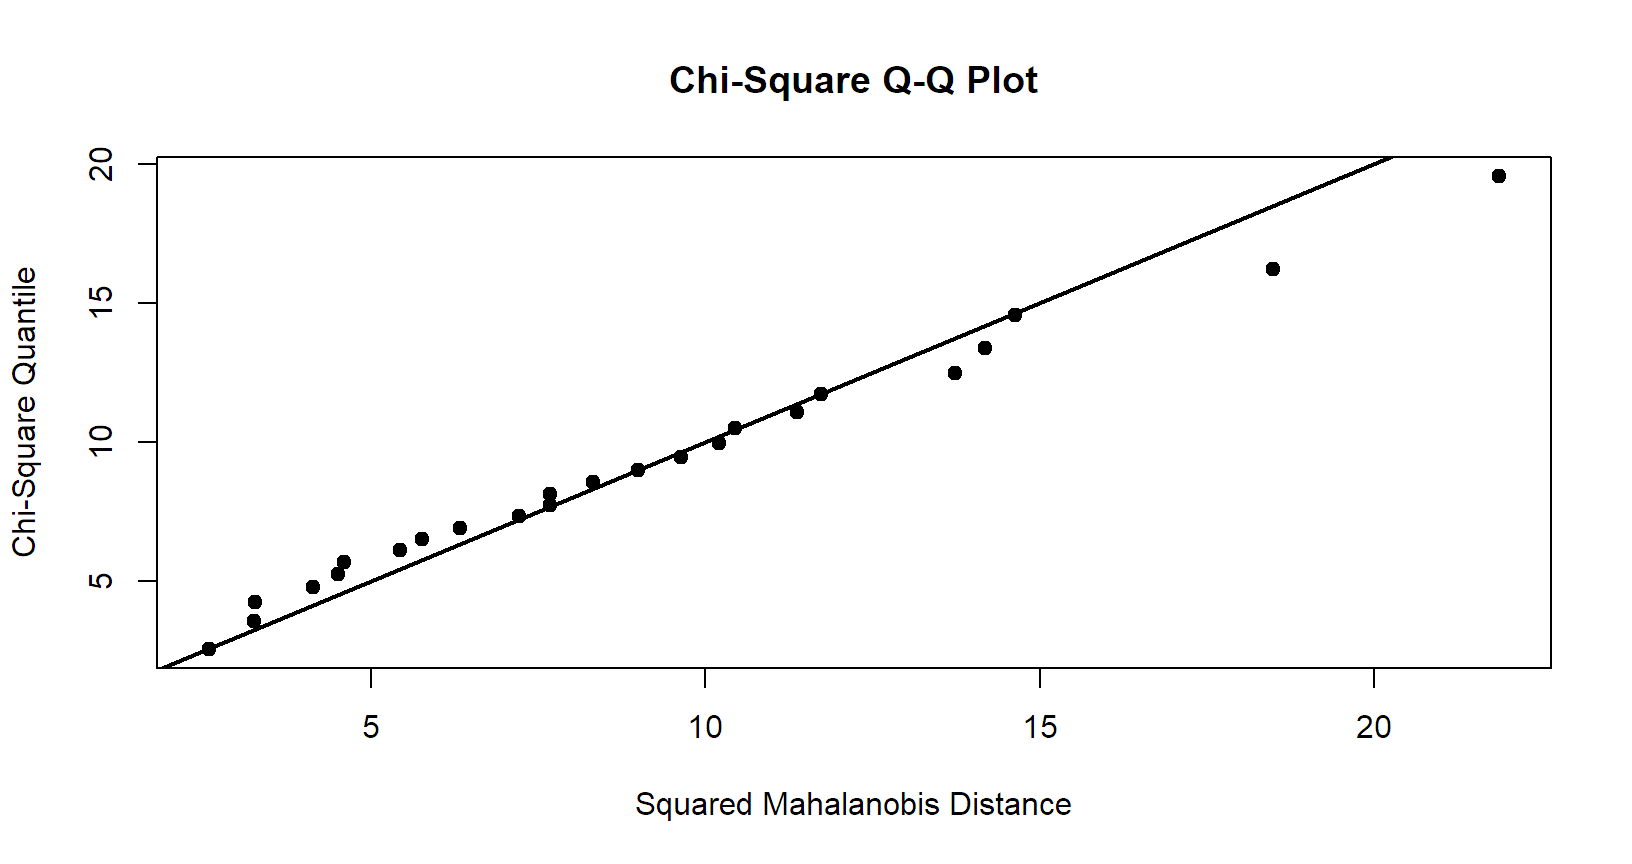 Chi-Square Q-Q Plot
Chi-Square Quantile
20
15
10
5
5 10 15 20
Squared Mahalanobis Distance